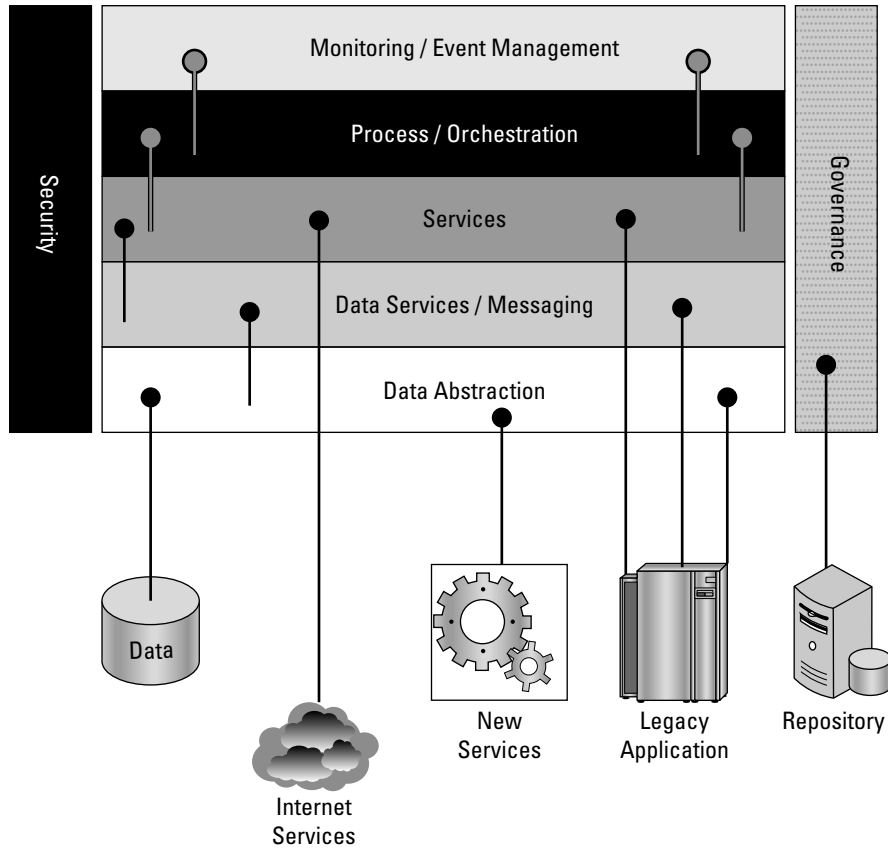 Monitoring / Event Management
Process / Orchestration
Services
Data Services / Messaging
Data Abstraction
Security
Governance
Data
Internet
Services
New
Services
Legacy
Application
Repository